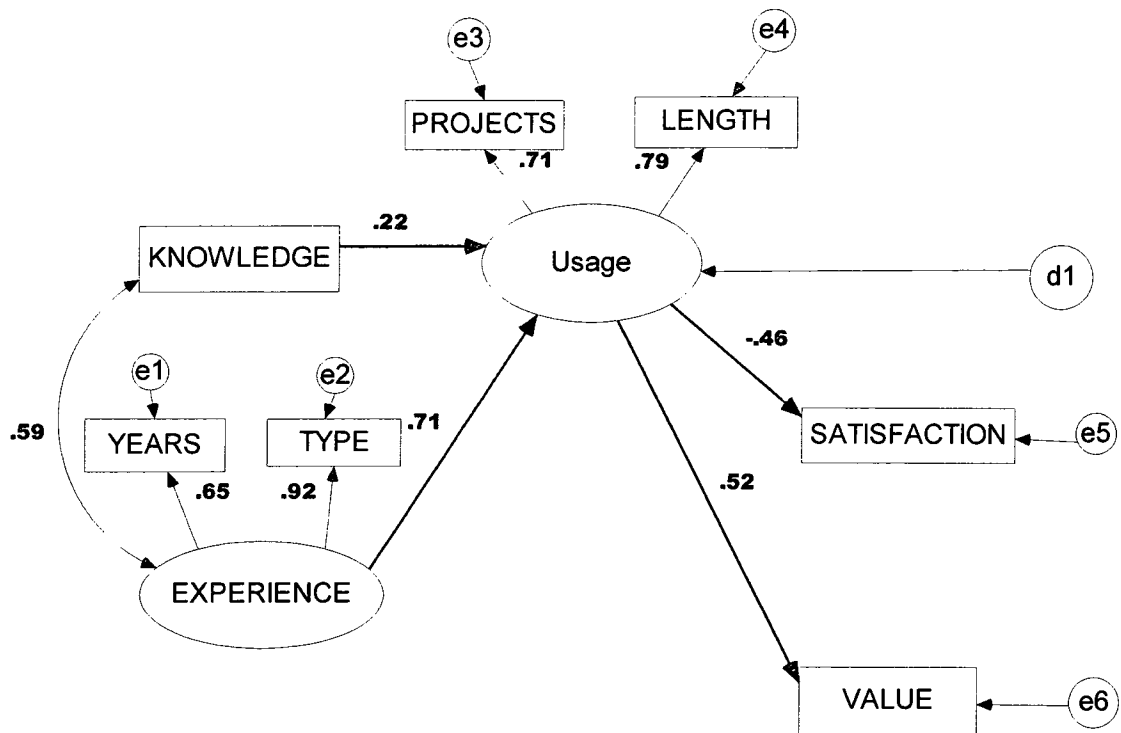 e3
e4
PROJECTS
LENGTH
.71
.79
.22
KNOWLEDGE
Usage
d1
-.46
e1
e2
.59
YEARS
TYPE
.71
SATISFACTION
e5
.65
.92
.52
EXPERIENCE
VALUE
e6